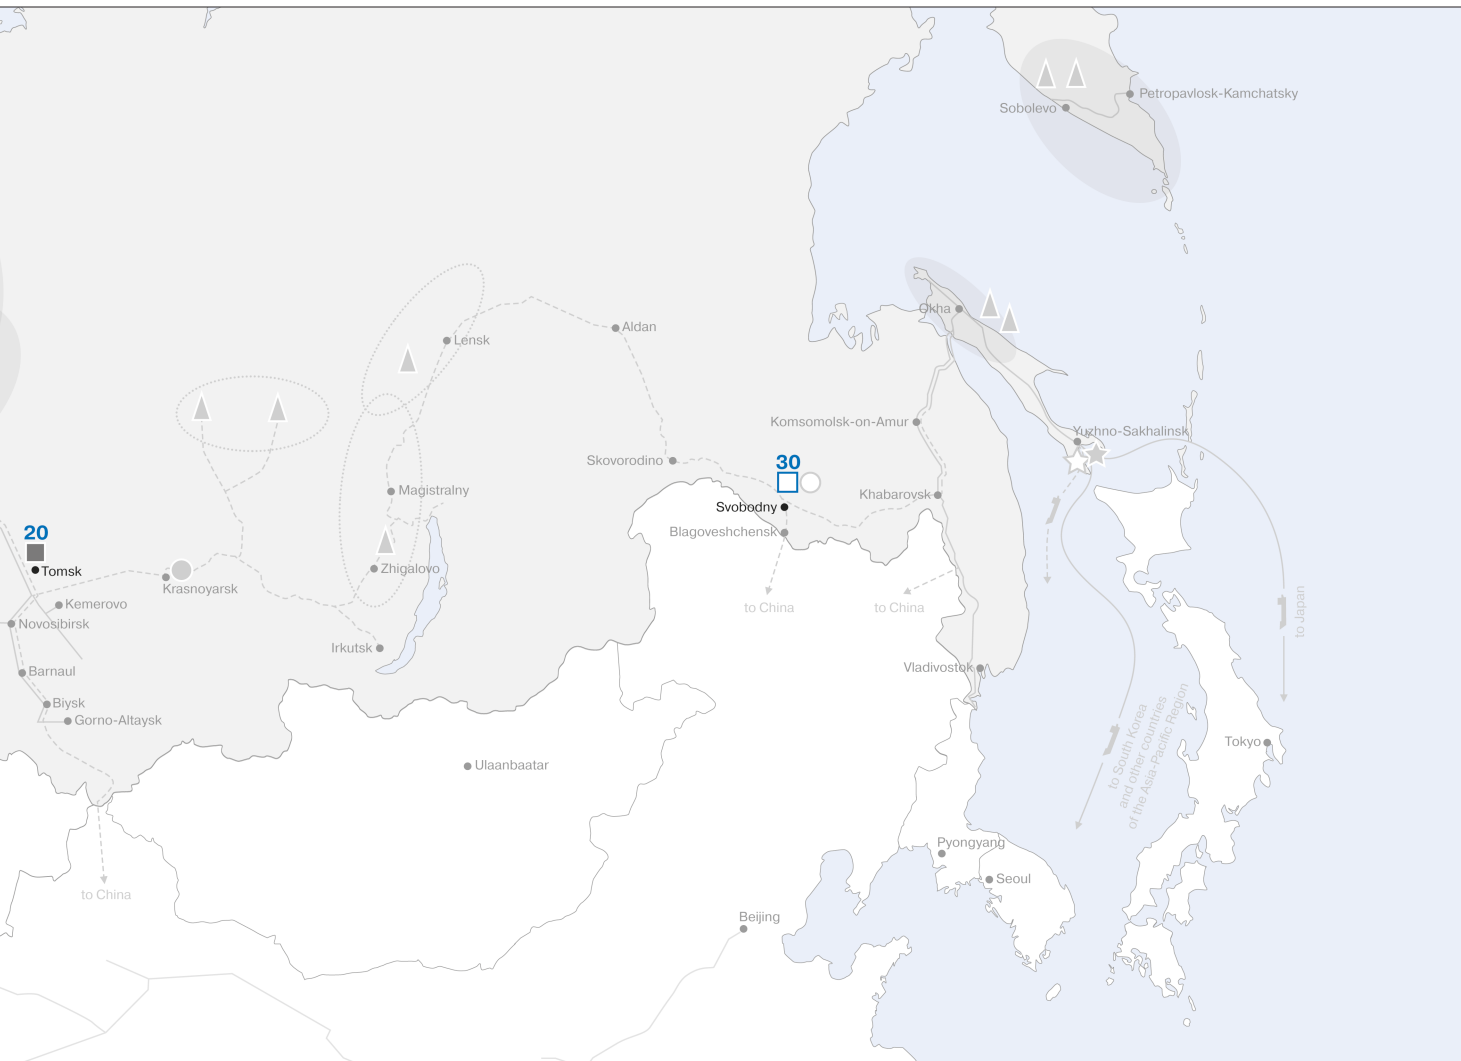 Petropavlosk-Kamchatsky
Sobolevo
Okha
Aldan
Lensk
Komsomolsk-on-Amur
Yuzhno-Sakhalinsk
Skovorodino
30
Magistralny
Khabarovsk
Svobodny
20
Blagoveshchensk
Tomsk
Zhigalovo
Krasnoyarsk
Kemerovo
to China
to China
to Japan
Novosibirsk
Irkutsk
Vladivostok
Barnaul
Biysk
Gorno-Altaysk
to South Korea
and other countries
of the Asia-Pacific Region
Tokyo
Ulaanbaatar
Pyongyang
Seoul
to China
Beijing